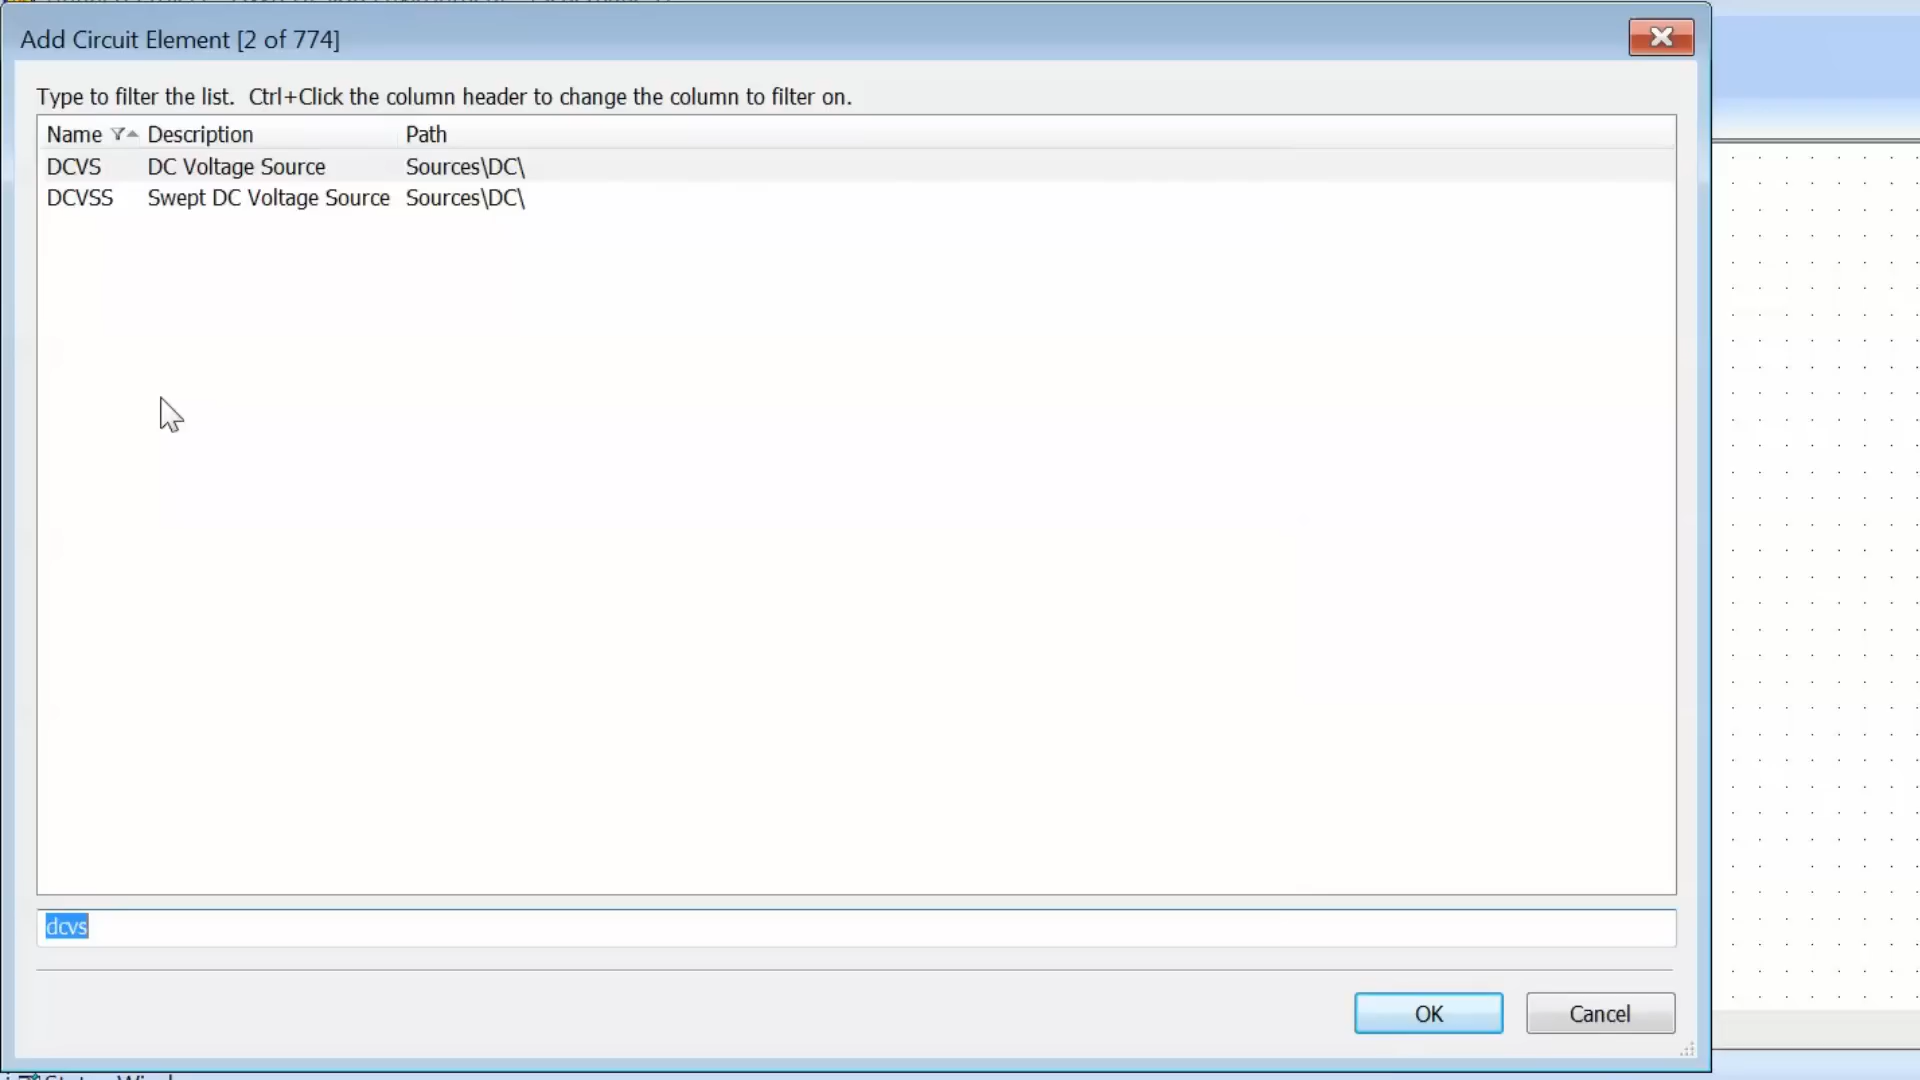 Add Circuit Element [2 of 774]
Type to filter the list.  Ctrl+Click the column header to change the column to filter on.
Name Description Path
DCVS DC Voltage Source Sources\DC\
DCVSS Swept DC Voltage Source Sources\DC\
dcvs
OK Cancel